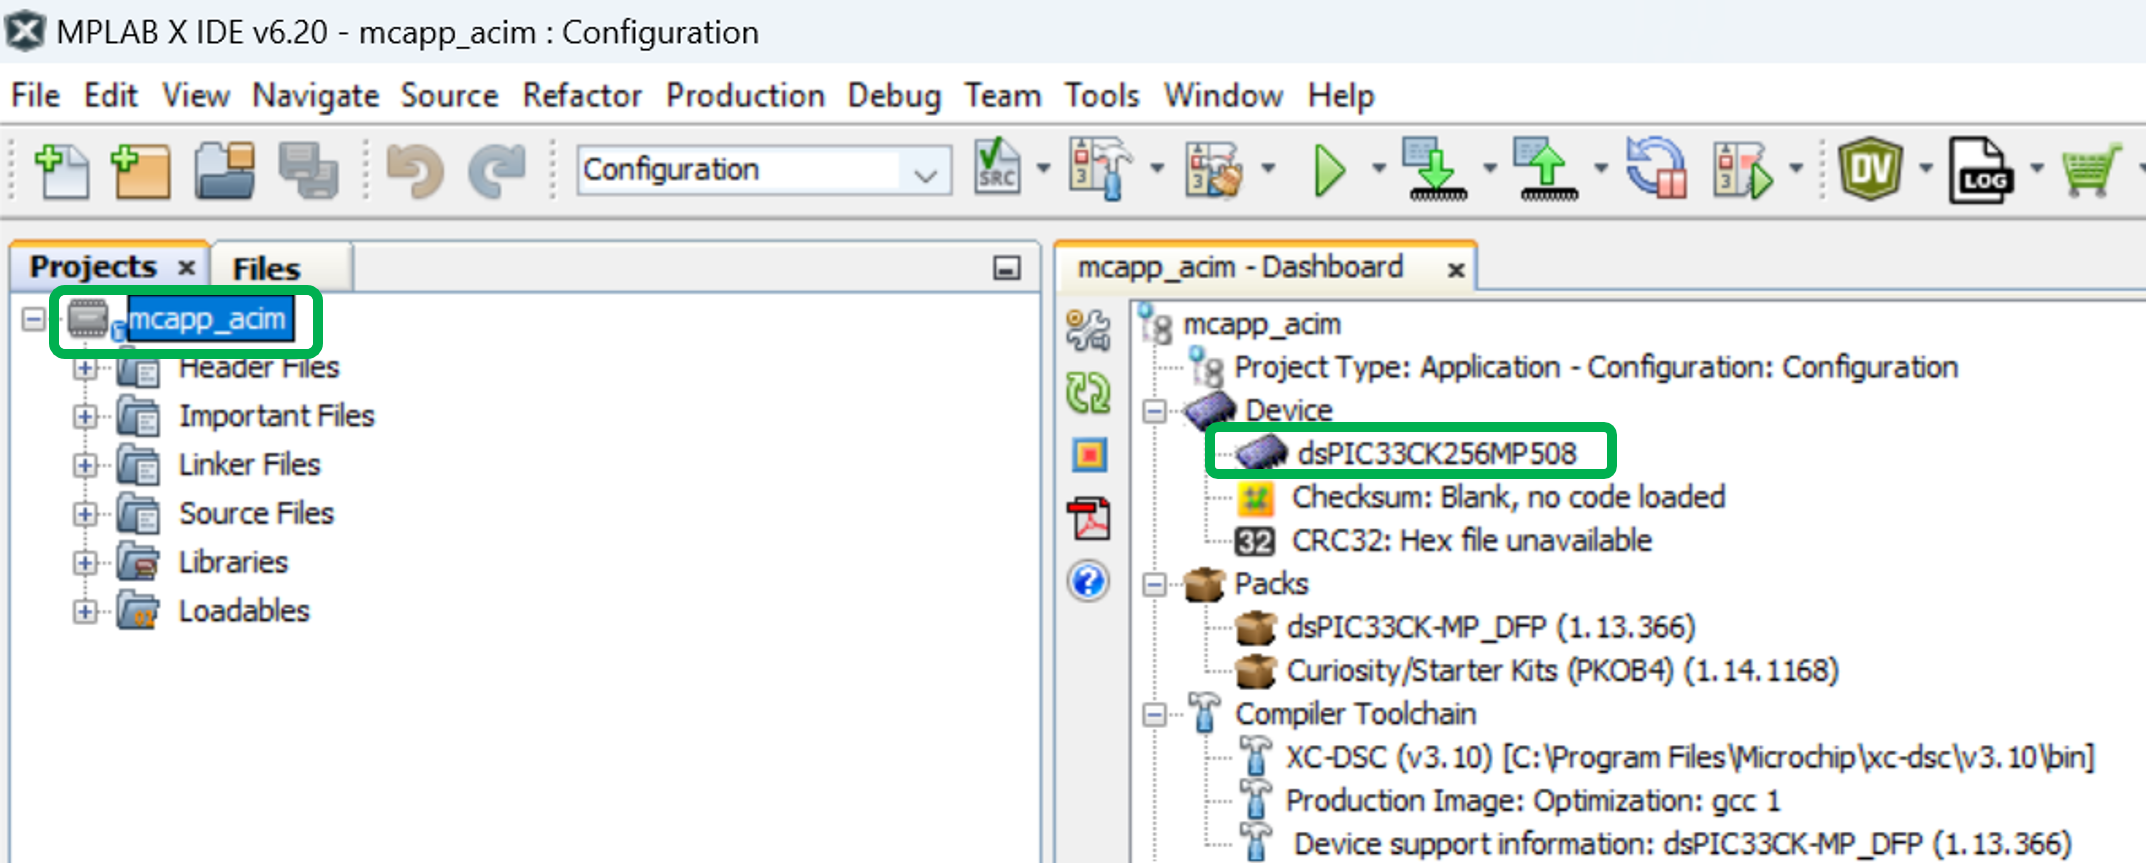 MPLAB X IDE v6.20 - mcapp_acim : Configuration
File Edit View Navigate Source Refactor Production Debug Team Tools Window Help
Configuration
SRC
DV
LOG
Projects x
Files
mcapp_acim
Header Files
Important Files
Linker Files
Source Files
Libraries
Loadables
mcapp_acim - Dashboard x
mcapp_acim
Project Type: Application - Configuration: Configuration
Device
dsPIC33CK256MP508
Checksum: Blank, no code loaded
32 CRC32: Hex file unavailable
Packs
dsPIC33CK-MP_DFP (1.13.366)
Curiosity/Starter Kits (PKOB4) (1.14.1168)
Compiler Toolchain
XC-DSC (v3.10) [C:\Program Files\Microchip\xc-dsc\v3.10\bin]
Production Image: Optimization: gcc 1
Device support information: dsPIC33CK-MP_DFP (1.13.366)